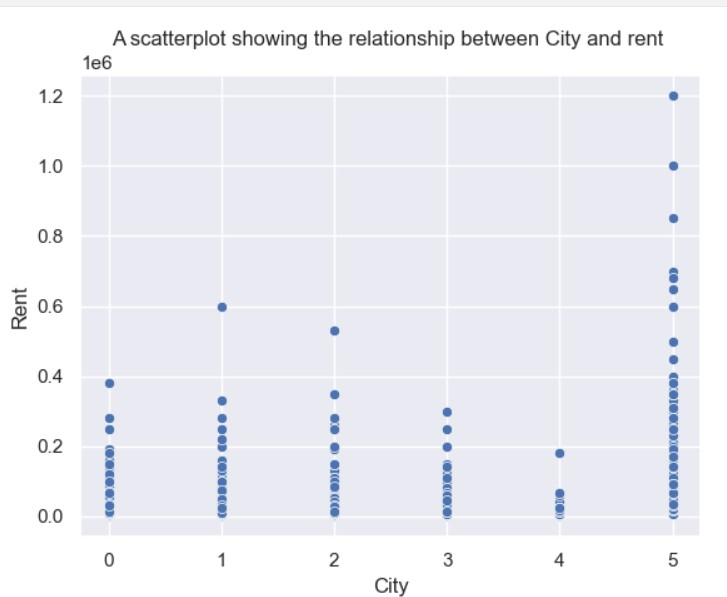 A scatterplot showing the relationship between City and rent
1e6
1.2
1.0
0.8
0.6
0.4
0.2
0.0
Rent
0 1 2 3 4 5
City